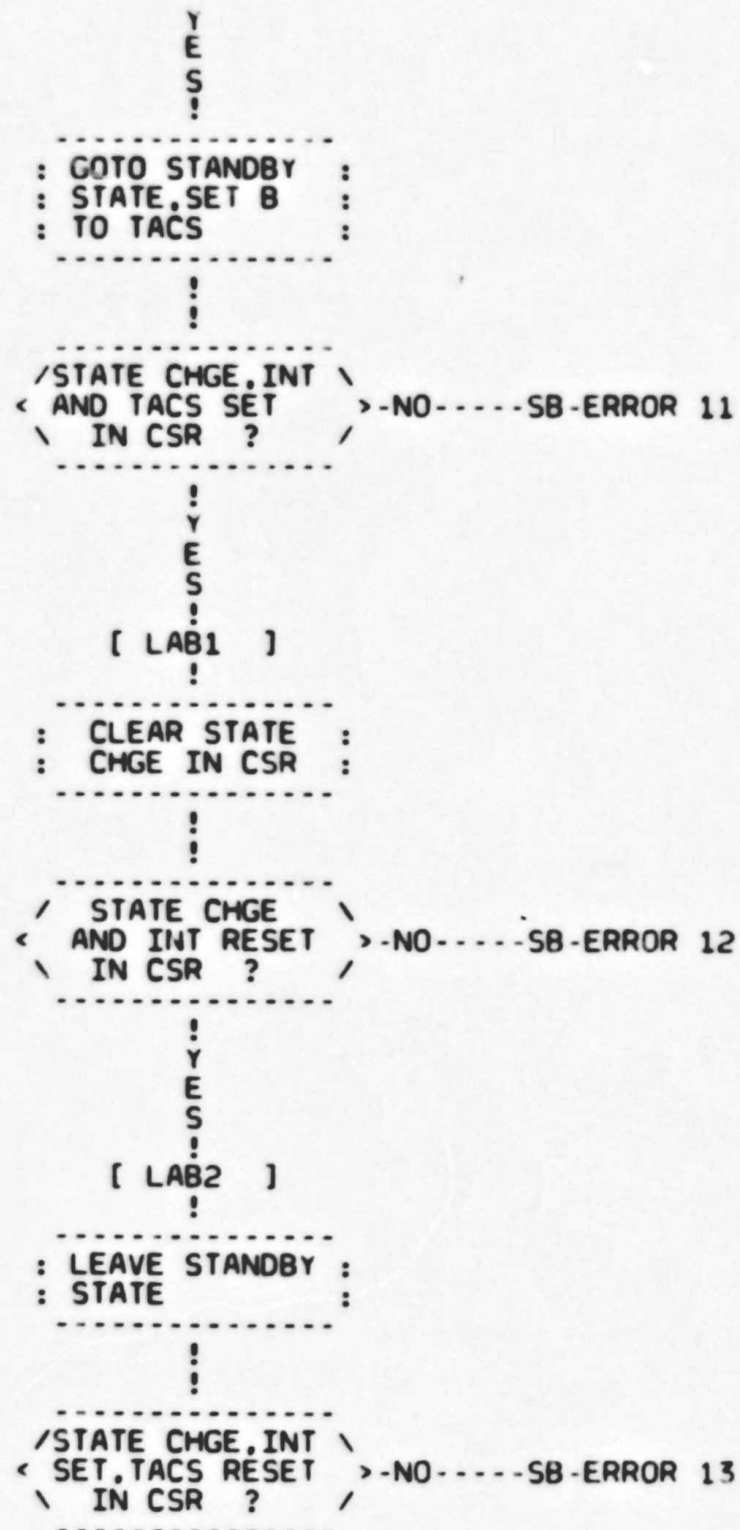 Y
E
S
!
---------------
: GOTO STANDBY :
: STATE,SET B :
: TO TACS :
---------------
!
!
---------------
/STATE CHGE,INT \
< AND TACS SET >-NO-----SB-ERROR 11
\ IN CSR ? /
---------------
!
Y
E
S
!
[ LAB1 ]
!
---------------
: CLEAR STATE :
: CHGE IN CSR :
---------------
!
!
---------------
/ STATE CHGE \
< AND INT RESET >-NO-----SB-ERROR 12
\ IN CSR ? /
---------------
!
Y
E
S
!
[ LAB2 ]
!
---------------
: LEAVE STANDBY :
: STATE :
---------------
!
!
---------------
/STATE CHGE,INT \
< SET,TACS RESET >-NO-----SB-ERROR 13
\ IN CSR ? /
---------------